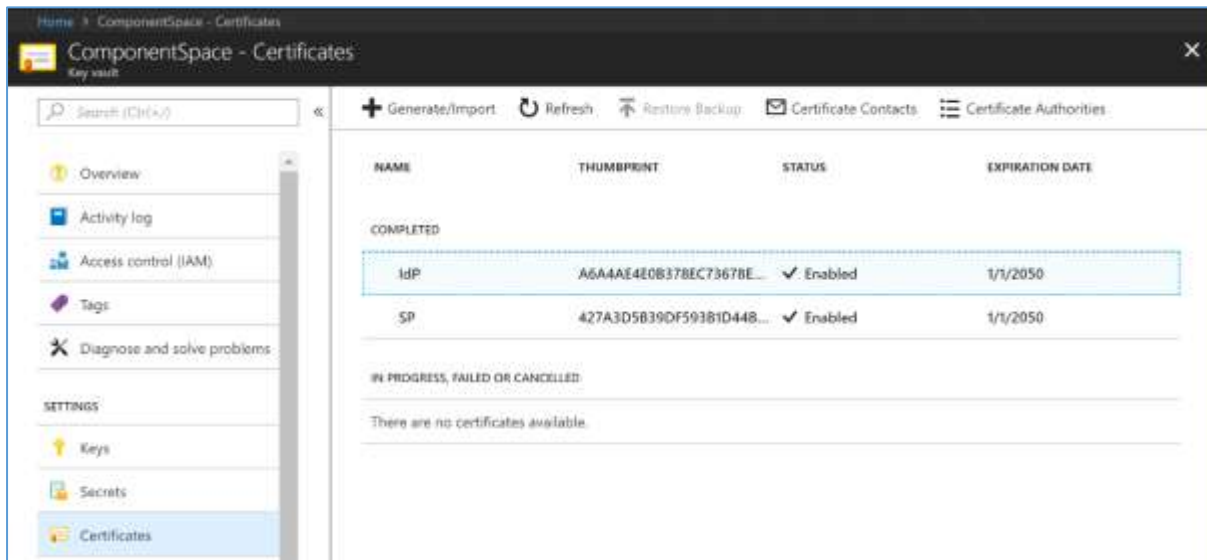 Home > ComponentSpace - Certificates
ComponentSpace - Certificates
Key vault
Search (Ctrl+/)
Overview
Activity log
Access control (IAM)
Tags
Diagnose and solve problems
SETTINGS
Keys
Secrets
Certificates
Generate/Import Refresh Restore Backup Certificate Contacts Certificate Authorities
NAME THUMBPRINT STATUS EXPIRATION DATE
COMPLETED
IdP A6A4AE4E0B378EC73678E... Enabled 1/1/2050
SP 427A3D5B39DF593B1D44B... Enabled 1/1/2050
IN PROGRESS, FAILED OR CANCELLED
There are no certificates available.